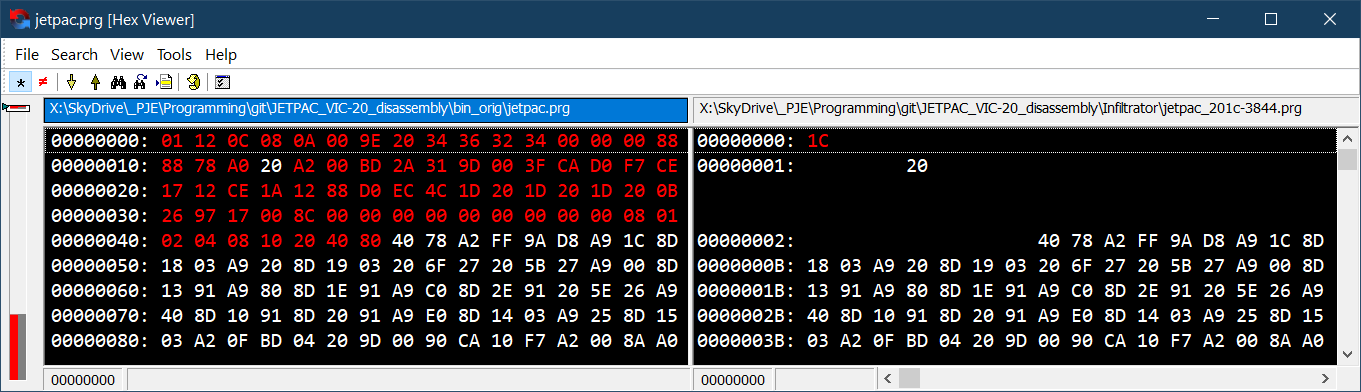 jetpac.prg [Hex Viewer]
File Search View Tools Help
X:\SkyDrive\_PJE\Programming\git\JETPAC_VIC-20_disassembly\bin_orig\jetpac.prg
00000000: 01 12 0C 08 0A 00 9E 20 34 36 32 34 00 00 00 88
00000010: 88 78 A0 20 A2 00 BD 2A 31 9D 00 3F CA D0 F7 CE
00000020: 17 12 CE 1A 12 88 D0 EC 4C 1D 20 1D 20 1D 20 0B
00000030: 26 97 17 00 8C 00 00 00 00 00 00 00 00 00 08 01
00000040: 02 04 08 10 20 40 80 40 78 A2 FF 9A D8 A9 1C 8D
00000050: 18 03 A9 20 8D 19 03 20 6F 27 20 5B 27 A9 00 8D
00000060: 13 91 A9 80 8D 1E 91 A9 C0 8D 2E 91 20 5E 26 A9
00000070: 40 8D 10 91 8D 20 91 A9 E0 8D 14 03 A9 25 8D 15
00000080: 03 A2 0F BD 04 20 9D 00 90 CA 10 F7 A2 00 8A A0
00000000
X:\SkyDrive\_PJE\Programming\git\JETPAC_VIC-20_disassembly\Infiltrator\jetpac_201c-3844.prg
00000000: 1C
00000001: 20
00000002: 40 78 A2 FF 9A D8 A9 1C 8D
0000000B: 18 03 A9 20 8D 19 03 20 6F 27 20 5B 27 A9 00 8D
0000001B: 13 91 A9 80 8D 1E 91 A9 C0 8D 2E 91 20 5E 26 A9
0000002B: 40 8D 10 91 8D 20 91 A9 E0 8D 14 03 A9 25 8D 15
0000003B: 03 A2 0F BD 04 20 9D 00 90 CA 10 F7 A2 00 8A A0
00000000